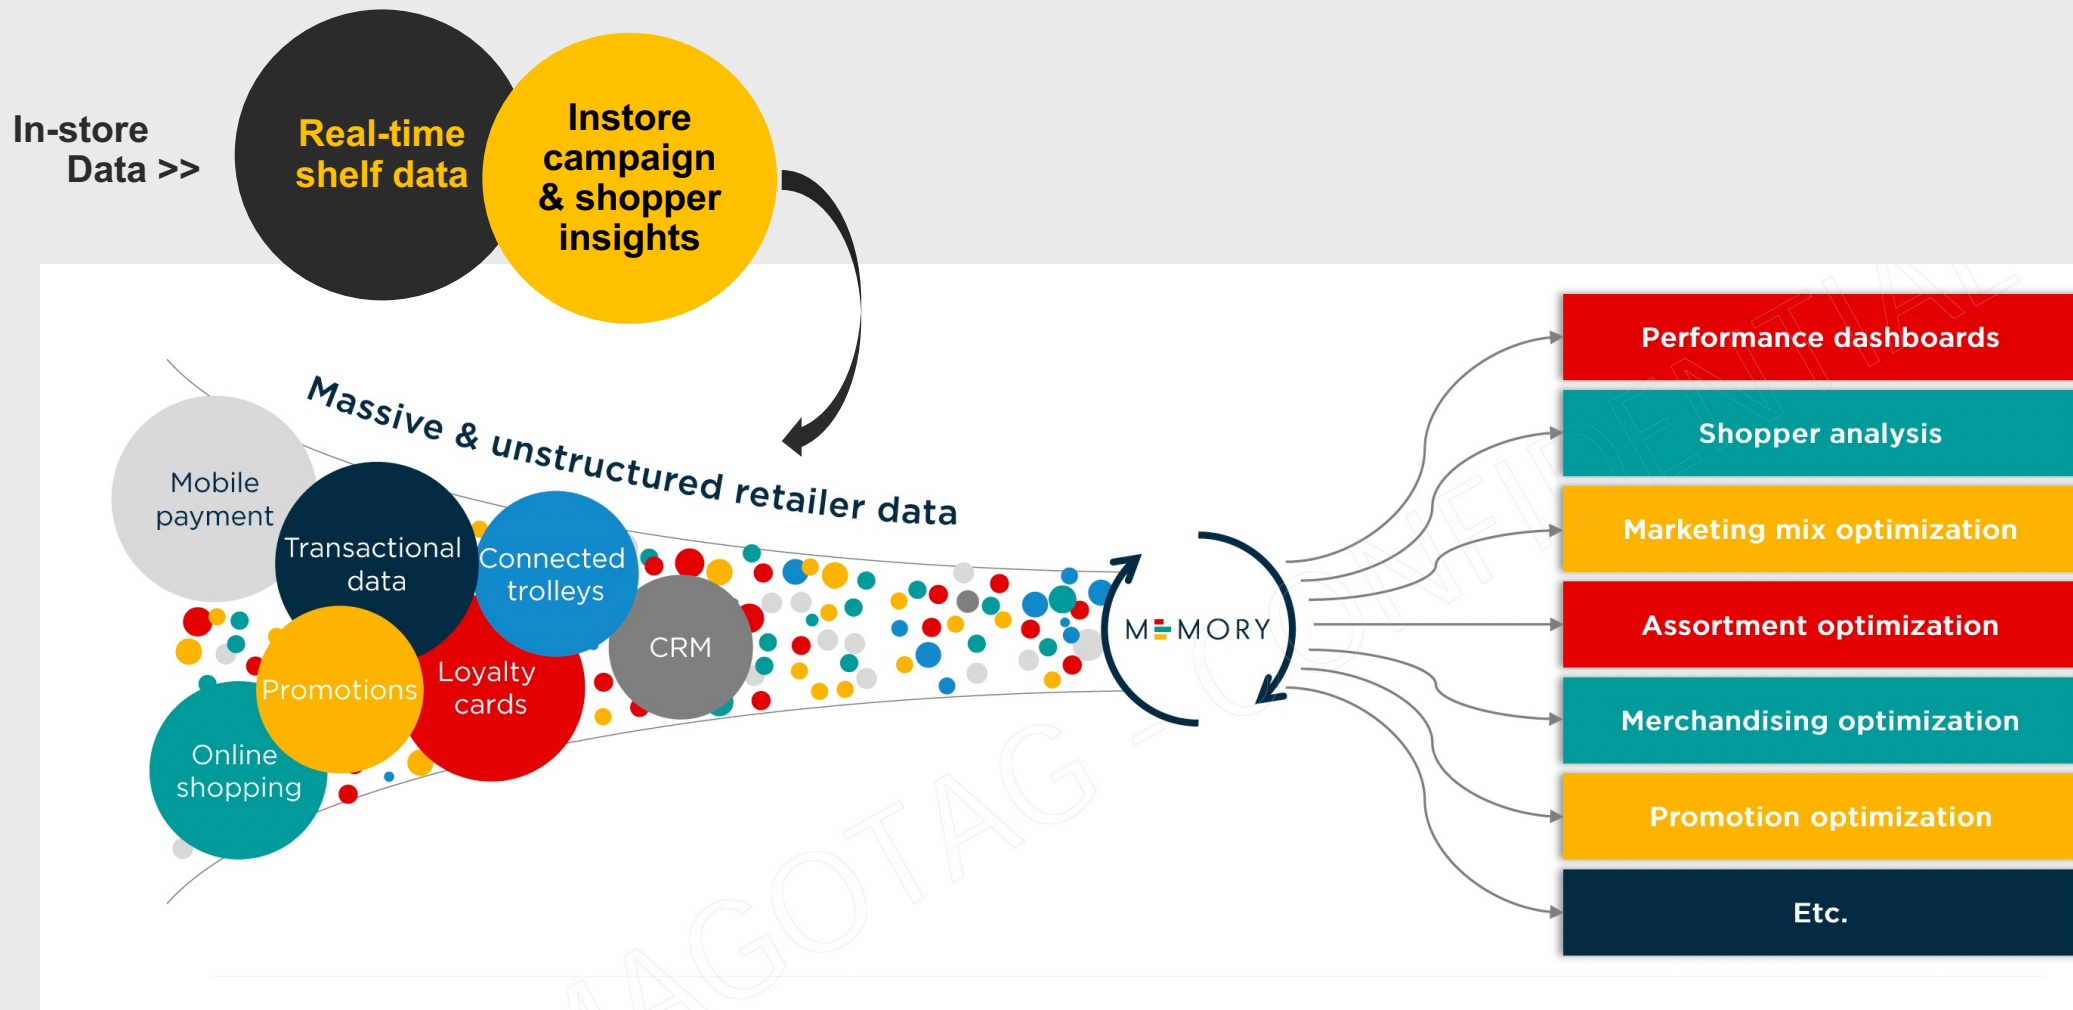 In-store
Data >>
Real-time
shelf data
Instore
campaign
& shopper
insights
Massive & unstructured retailer data
Mobile
payment
Transactional
data
Connected
trolleys
CRM
Promotions
Loyalty
cards
Online
shopping
MEMORY
Performance dashboards
Shopper analysis
Marketing mix optimization
Assortment optimization
Merchandising optimization
Promotion optimization
Etc.
MAGOTAG - CONFIDENTIAL